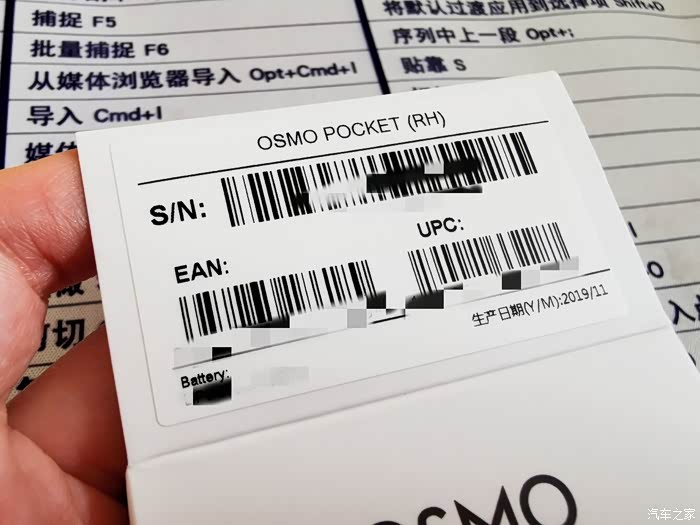 捕捉 F5
批量捕捉 F6
从媒体浏览器导入 Opt+Cmd+I
导入 Cmd+I
将默认过渡应用到选择项 Shift+D
序列中上一段 Opt+;
贴靠 S
OSMO POCKET (RH)
S/N:
EAN:
UPC:
生产日期(Y/M):2019/11
Battery:
OSMO
汽车之家